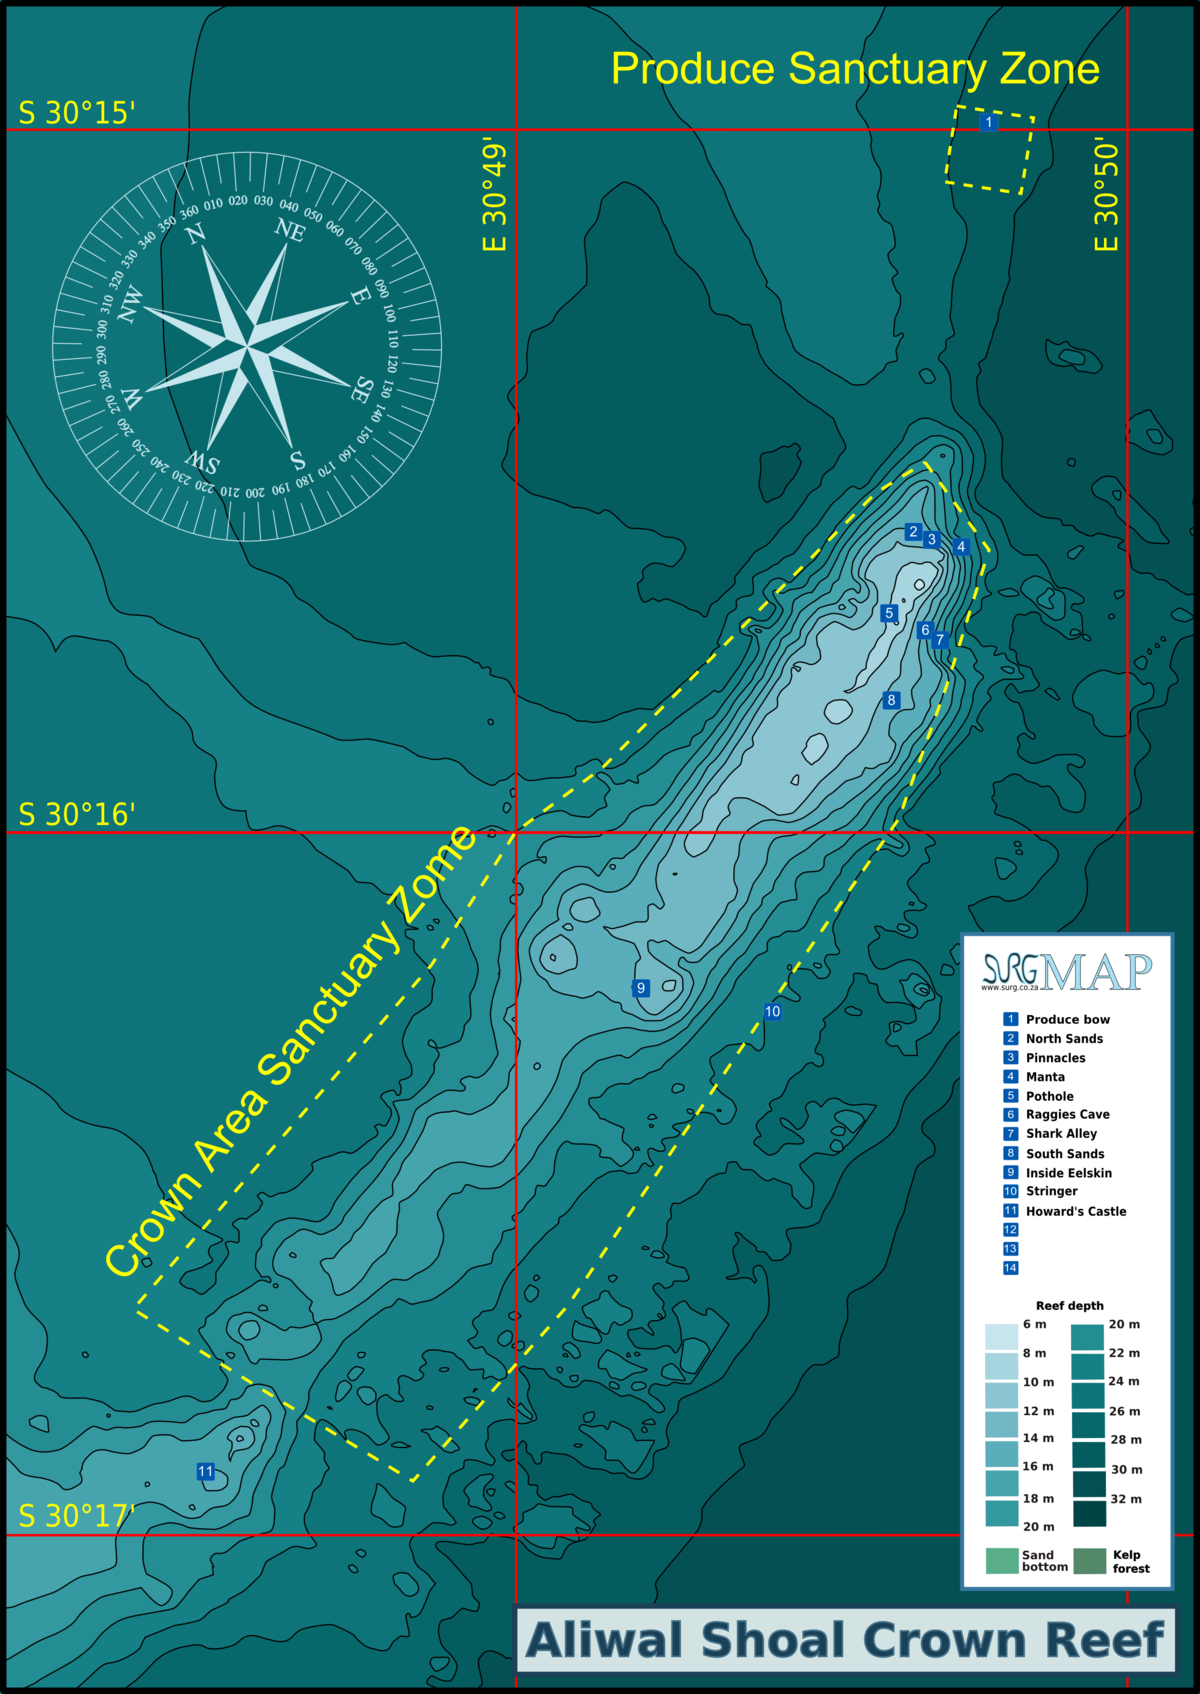 Produce Sanctuary Zone
S 30°15'
1
E 30°49'
E 30°50'
N
NE
E
SE
S
SW
W
NW
010 020 030 040 050 060 070 080 090 100 110 120 130 140 150 160 170 180 190 200 210 220 230 240 250 260 270 280 290 300 310 320 330 340 350 360
2
3
4
5
6
7
8
S 30°16'
Crown Area Sanctuary Zome
9
10
11
S 30°17'
SURG MAP
www.surg.co.za
1 Produce bow
2 North Sands
3 Pinnacles
4 Manta
5 Pothole
6 Raggies Cave
7 Shark Alley
8 South Sands
9 Inside Eelskin
10 Stringer
11 Howard's Castle
12
13
14
Reef depth
6 m 20 m
8 m 22 m
10 m 24 m
12 m 26 m
14 m 28 m
16 m 30 m
18 m 32 m
20 m
Sand bottom
Kelp forest
Aliwal Shoal Crown Reef